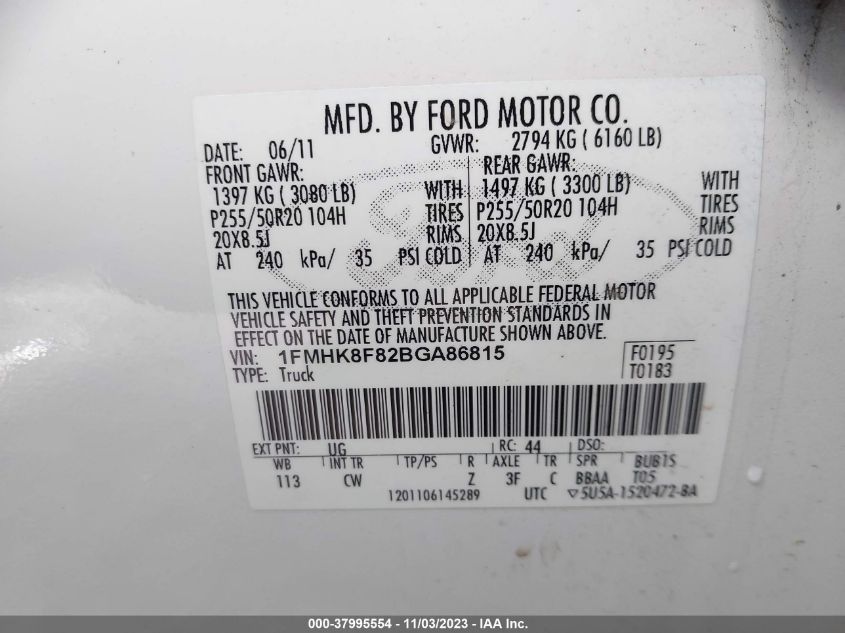 MFD. BY FORD MOTOR CO.
DATE: 06/11 GVWR: 2794 KG ( 6160 LB)
FRONT GAWR: REAR GAWR:
1397 KG ( 3080 LB) WITH 1497 KG ( 3300 LB) WITH
P255/50R20 104H TIRES P255/50R20 104H TIRES
20X8.5J RIMS 20X8.5J RIMS
AT 240 kPa/ 35 PSI COLD AT 240 kPa/ 35 PSI COLD
THIS VEHICLE CONFORMS TO ALL APPLICABLE FEDERAL MOTOR
VEHICLE SAFETY AND THEFT PREVENTION STANDARDS IN
EFFECT ON THE DATE OF MANUFACTURE SHOWN ABOVE.
VIN: 1FMHK8F82BGA86815 F0195
TYPE: Truck T0183
EXT PNT: UG RC: 44 DSO:
WB INT TR TP/PS R AXLE TR SPR BUB1S
113 CW Z 3F C BBAA T05
1201106145289 UTC ▽5U5A-1520472-BA
000-37995554 - 11/03/2023 - IAA Inc.